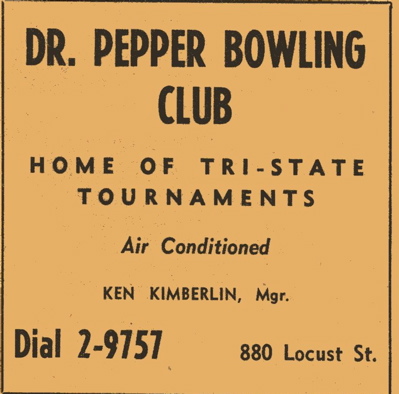 DR. PEPPER BOWLING
CLUB
HOME OF TRI-STATE
TOURNAMENTS
Air Conditioned
KEN KIMBERLIN, Mgr.
Dial 2-9757
880 Locust St.